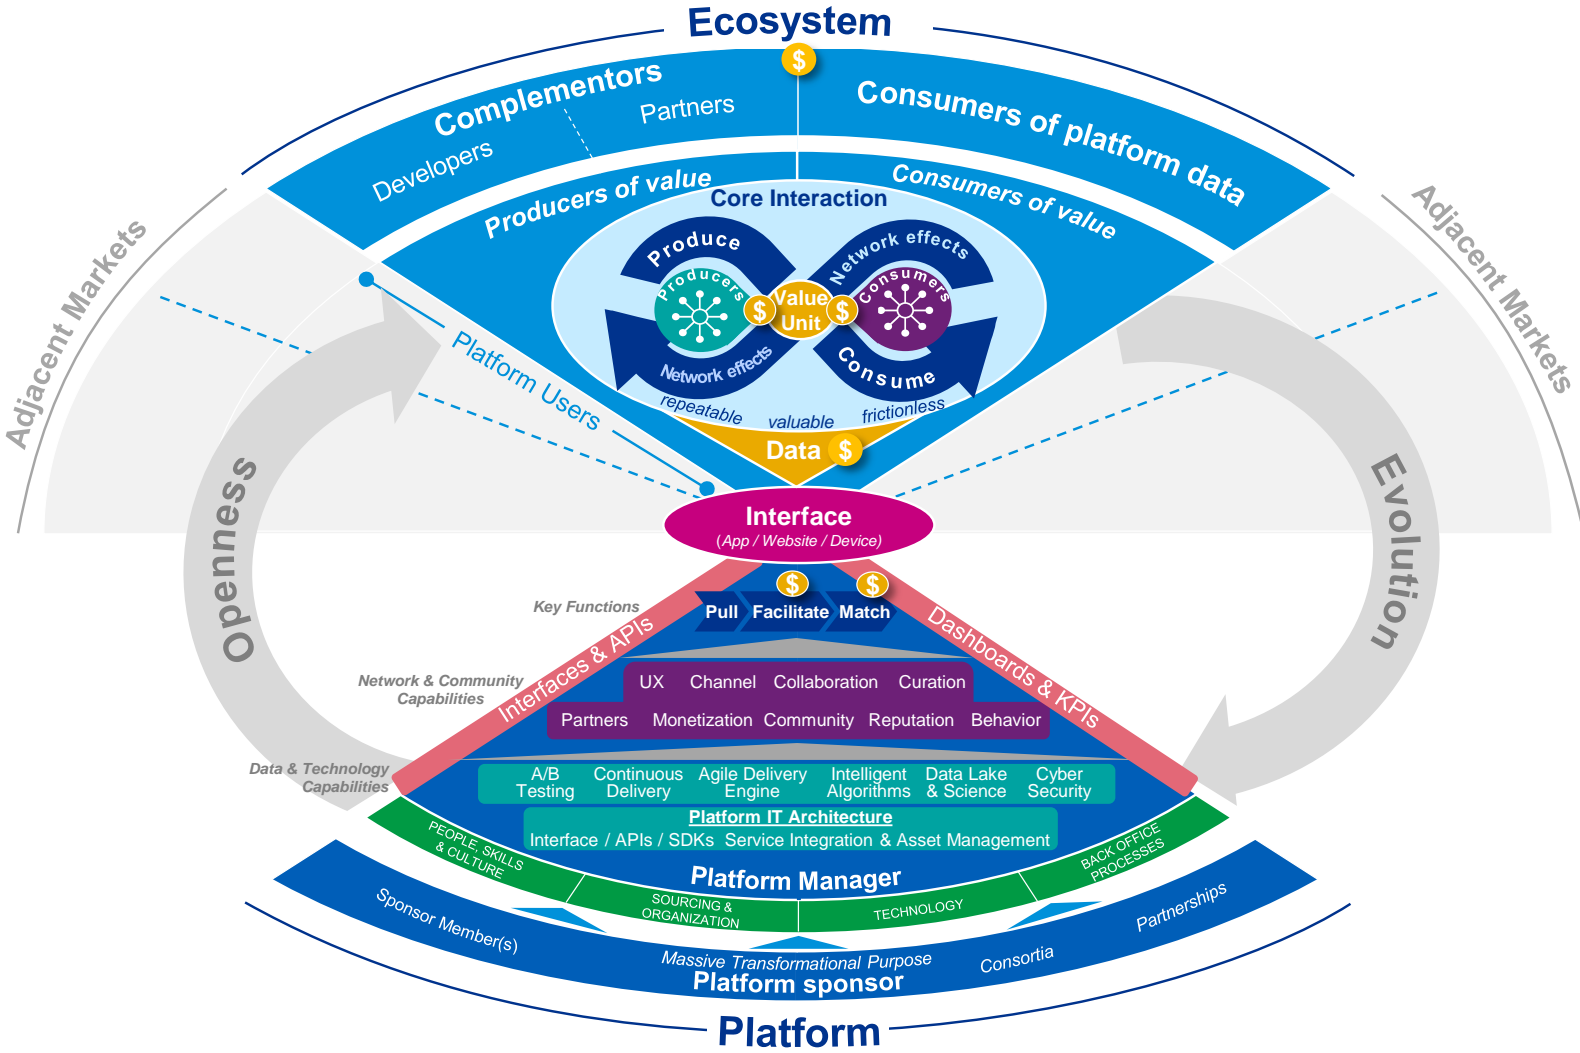 Ecosystem
$
Complementors
Developers
Partners
Consumers of platform data
Adjacent Markets
Adjacent Markets
Producers of value
Consumers of value
Core Interaction
Produce
Network effects
Producers
Consumers
$
Value
Unit
$
Network effects
Consume
repeatable
valuable
frictionless
Platform Users
Data
$
Openness
Evolution
Interface
(App / Website / Device)
$
$
Key Functions
Pull
Facilitate
Match
Interfaces & APIs
Dashboards & KPIs
Network & Community
Capabilities
UX
Channel
Collaboration
Curation
Partners
Monetization
Community
Reputation
Behavior
Data & Technology
Capabilities
A/B
Testing
Continuous
Delivery
Agile Delivery
Engine
Intelligent
Algorithms
Data Lake
& Science
Cyber
Security
Platform IT Architecture
Interface / APIs / SDKs Service Integration & Asset Management
Platform Manager
PEOPLE, SKILLS
& CULTURE
SOURCING &
ORGANIZATION
TECHNOLOGY
BACK OFFICE
PROCESSES
Sponsor Member(s)
Massive Transformational Purpose
Consortia
Partnerships
Platform sponsor
Platform